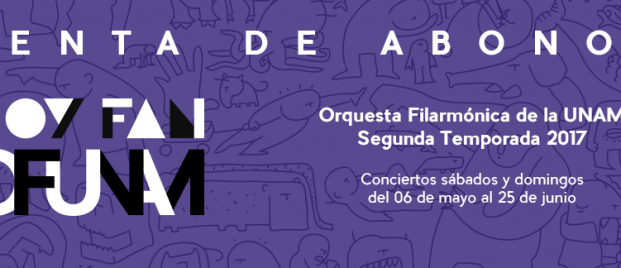 ENTA DE ABONO
OY FAN
OFUNAM
Orquesta Filarmónica de la UNAM
Segunda Temporada 2017
Conciertos sábados y domingos
del 06 de mayo al 25 de junio